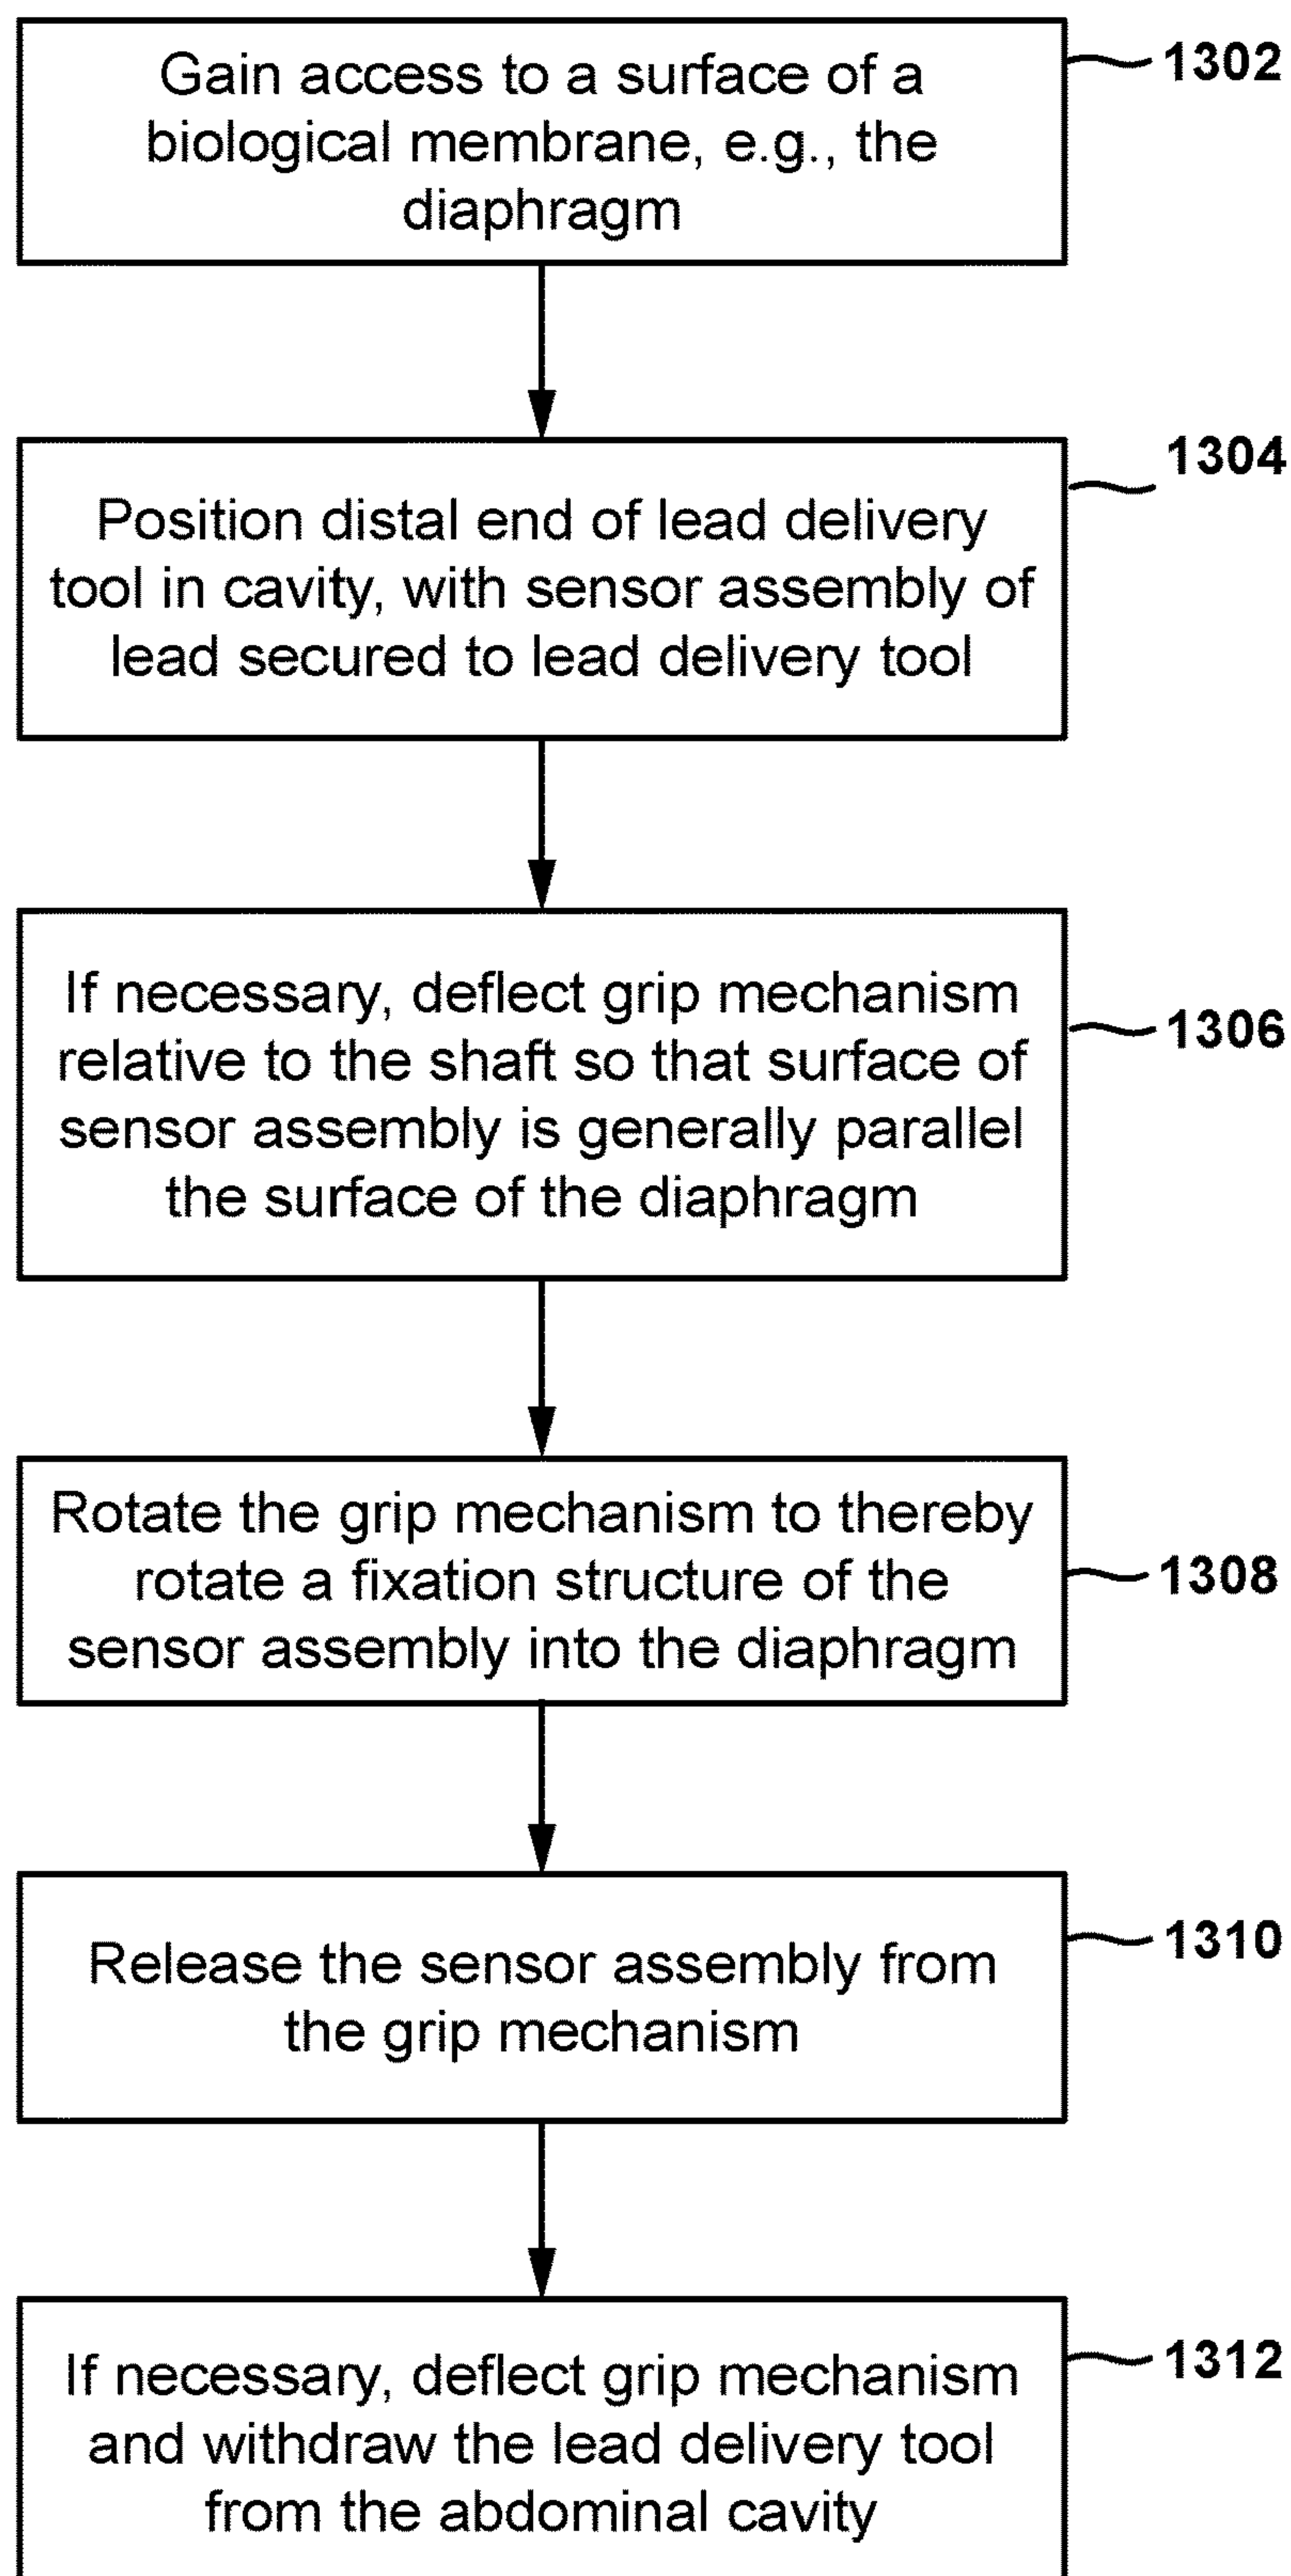 Gain access to a surface of a
biological membrane, e.g., the
diaphragm
1302
Position distal end of lead delivery
tool in cavity, with sensor assembly of
lead secured to lead delivery tool
1304
If necessary, deflect grip mechanism
relative to the shaft so that surface of
sensor assembly is generally parallel
the surface of the diaphragm
1306
Rotate the grip mechanism to thereby
rotate a fixation structure of the
sensor assembly into the diaphragm
1308
Release the sensor assembly from
the grip mechanism
1310
If necessary, deflect grip mechanism
and withdraw the lead delivery tool
from the abdominal cavity
1312